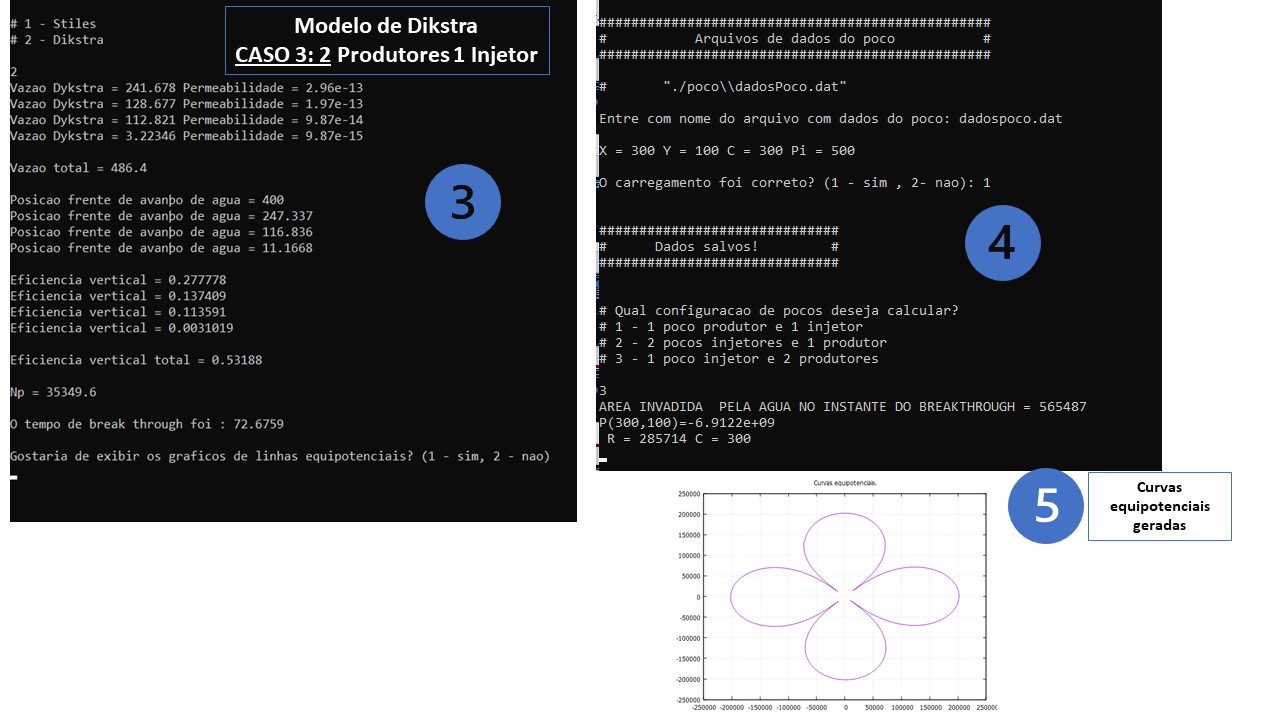 # 1 - Stiles
# 2 - Dikstra
Modelo de Dikstra
CASO 3: 2 Produtores 1 Injetor
2
Vazao Dykstra = 241.678 Permeabilidade = 2.96e-13
Vazao Dykstra = 128.677 Permeabilidade = 1.97e-13
Vazao Dykstra = 112.821 Permeabilidade = 9.87e-14
Vazao Dykstra = 3.22346 Permeabilidade = 9.87e-15
Vazao total = 486.4
Posicao frente de avanþo de agua = 400
Posicao frente de avanþo de agua = 247.337
Posicao frente de avanþo de agua = 116.836
Posicao frente de avanþo de agua = 11.1668
3
Eficiencia vertical = 0.277778
Eficiencia vertical = 0.137409
Eficiencia vertical = 0.113591
Eficiencia vertical = 0.0031019
Eficiencia vertical total = 0.53188
Np = 35349.6
O tempo de break through foi : 72.6759
Gostaria de exibir os graficos de linhas equipotenciais? (1 - sim, 2 - nao)
################################################
# Arquivos de dados do poco #
################################################
# "./poco\\dadosPoco.dat"
Entre com nome do arquivo com dados do poco: dadospoco.dat
X = 300 Y = 100 C = 300 Pi = 500
O carregamento foi correto? (1 - sim , 2- nao): 1
##############################
# Dados salvos! #
##############################
4
# Qual configuracao de pocos deseja calcular?
# 1 - 1 poco produtor e 1 injetor
# 2 - 2 pocos injetores e 1 produtor
# 3 - 1 poco injetor e 2 produtores
3
AREA INVADIDA PELA AGUA NO INSTANTE DO BREAKTHROUGH = 565487
P(300,100)=-6.9122e+09
R = 285714 C = 300
5
Curvas
equipotenciais
geradas
Curvas equipotenciais.
250000
200000
150000
100000
50000
0
-50000
-100000
-150000
-200000
-250000
-250000 -200000 -150000 -100000 -50000 0 50000 100000 150000 200000 25000